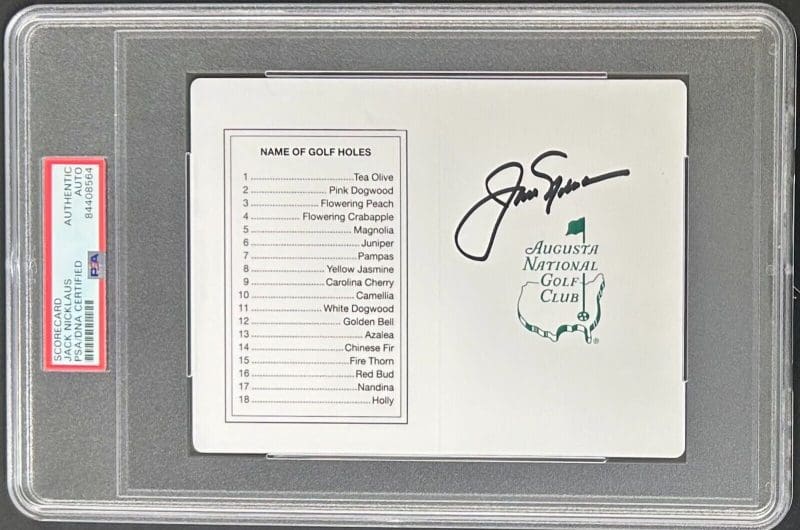 SCORECARD
JACK NICKLAUS
PSA/DNA CERTIFIED
AUTHENTIC
AUTO
84408564
PSA
NAME OF GOLF HOLES
1 ........ Tea Olive
2 ........ Pink Dogwood
3 ........ Flowering Peach
4 ........ Flowering Crabapple
5 ........ Magnolia
6 ........ Juniper
7 ........ Pampas
8 ........ Yellow Jasmine
9 ........ Carolina Cherry
10 ........ Camellia
11 ........ White Dogwood
12 ........ Golden Bell
13 ........ Azalea
14 ........ Chinese Fir
15 ........ Fire Thorn
16 ........ Red Bud
17 ........ Nandina
18 ........ Holly
AUGUSTA
NATIONAL
GOLF
CLUB
®